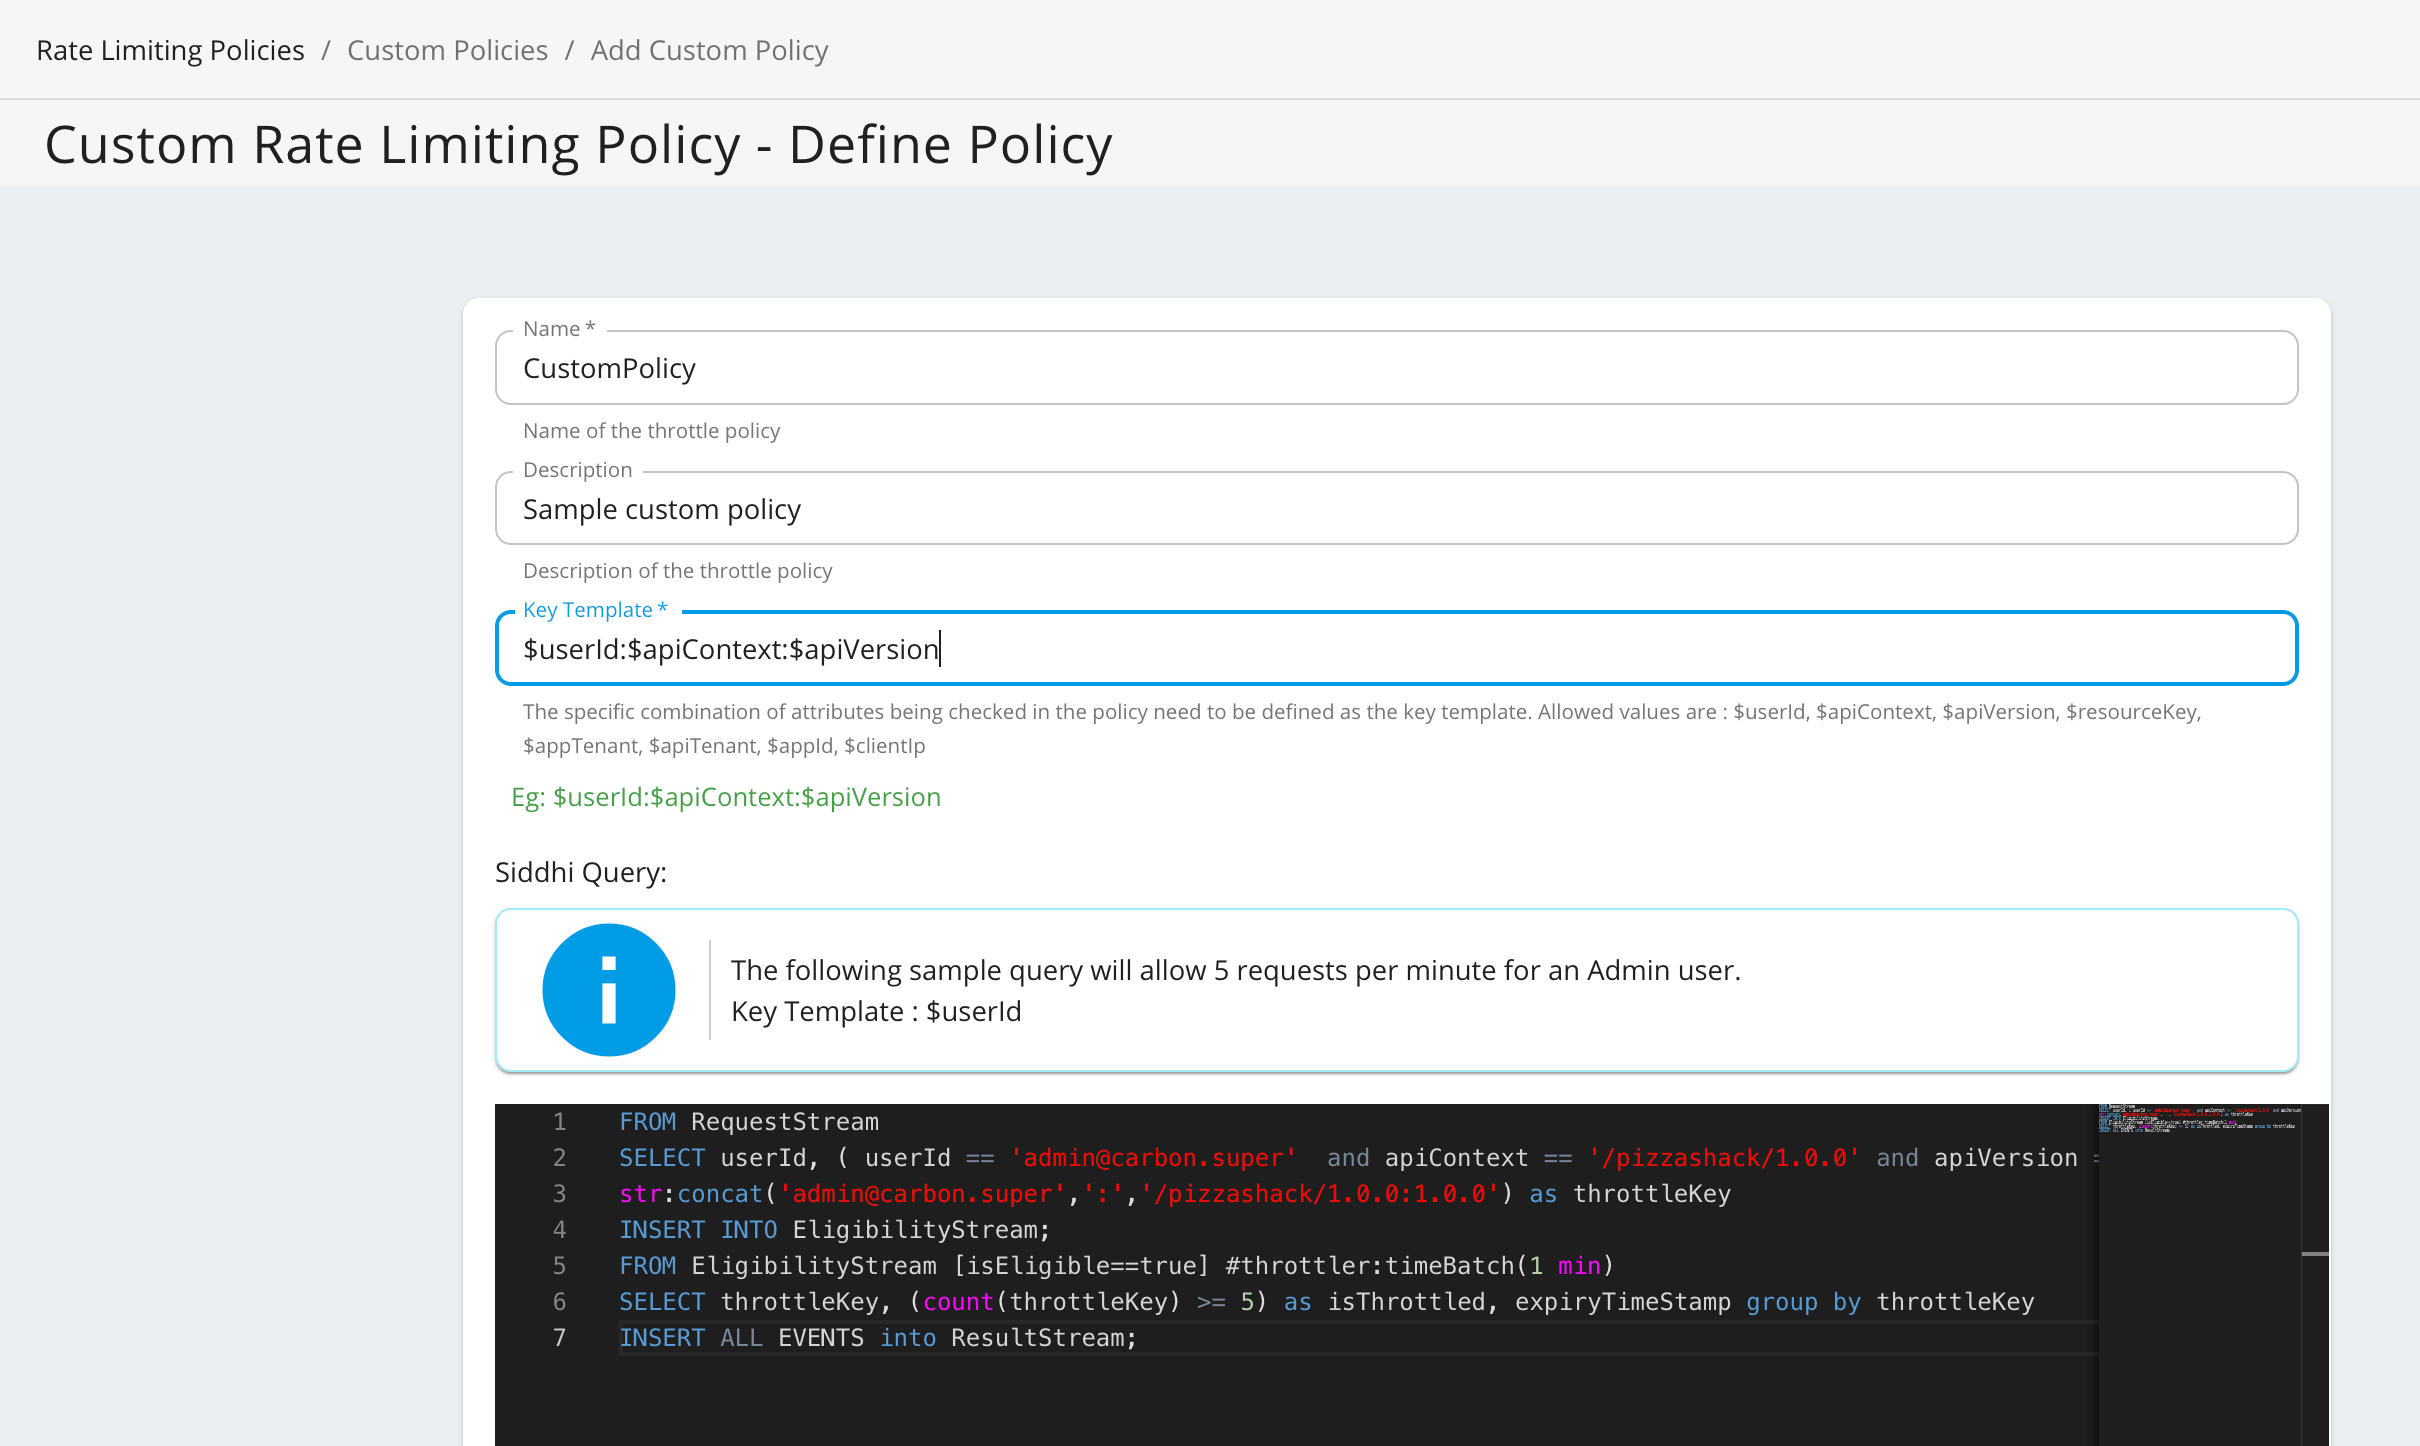 Rate Limiting Policies / Custom Policies / Add Custom Policy
Custom Rate Limiting Policy - Define Policy
Name *
CustomPolicy
Name of the throttle policy
Description
Sample custom policy
Description of the throttle policy
Key Template *
$userId:$apiContext:$apiVersion
The specific combination of attributes being checked in the policy need to be defined as the key template. Allowed values are : $userId, $apiContext, $apiVersion, $resourceKey,
$appTenant, $apiTenant, $appId, $clientIp
Eg: $userId:$apiContext:$apiVersion
Siddhi Query:
The following sample query will allow 5 requests per minute for an Admin user.
Key Template : $userId
1 FROM RequestStream
2 SELECT userId, ( userId == 'admin@carbon.super'  and apiContext == '/pizzashack/1.0.0' and apiVersion =
3 str:concat('admin@carbon.super',':','/pizzashack/1.0.0:1.0.0') as throttleKey
4 INSERT INTO EligibilityStream;
5 FROM EligibilityStream [isEligible==true] #throttler:timeBatch(1 min)
6 SELECT throttleKey, (count(throttleKey) >= 5) as isThrottled, expiryTimeStamp group by throttleKey
7 INSERT ALL EVENTS into ResultStream;